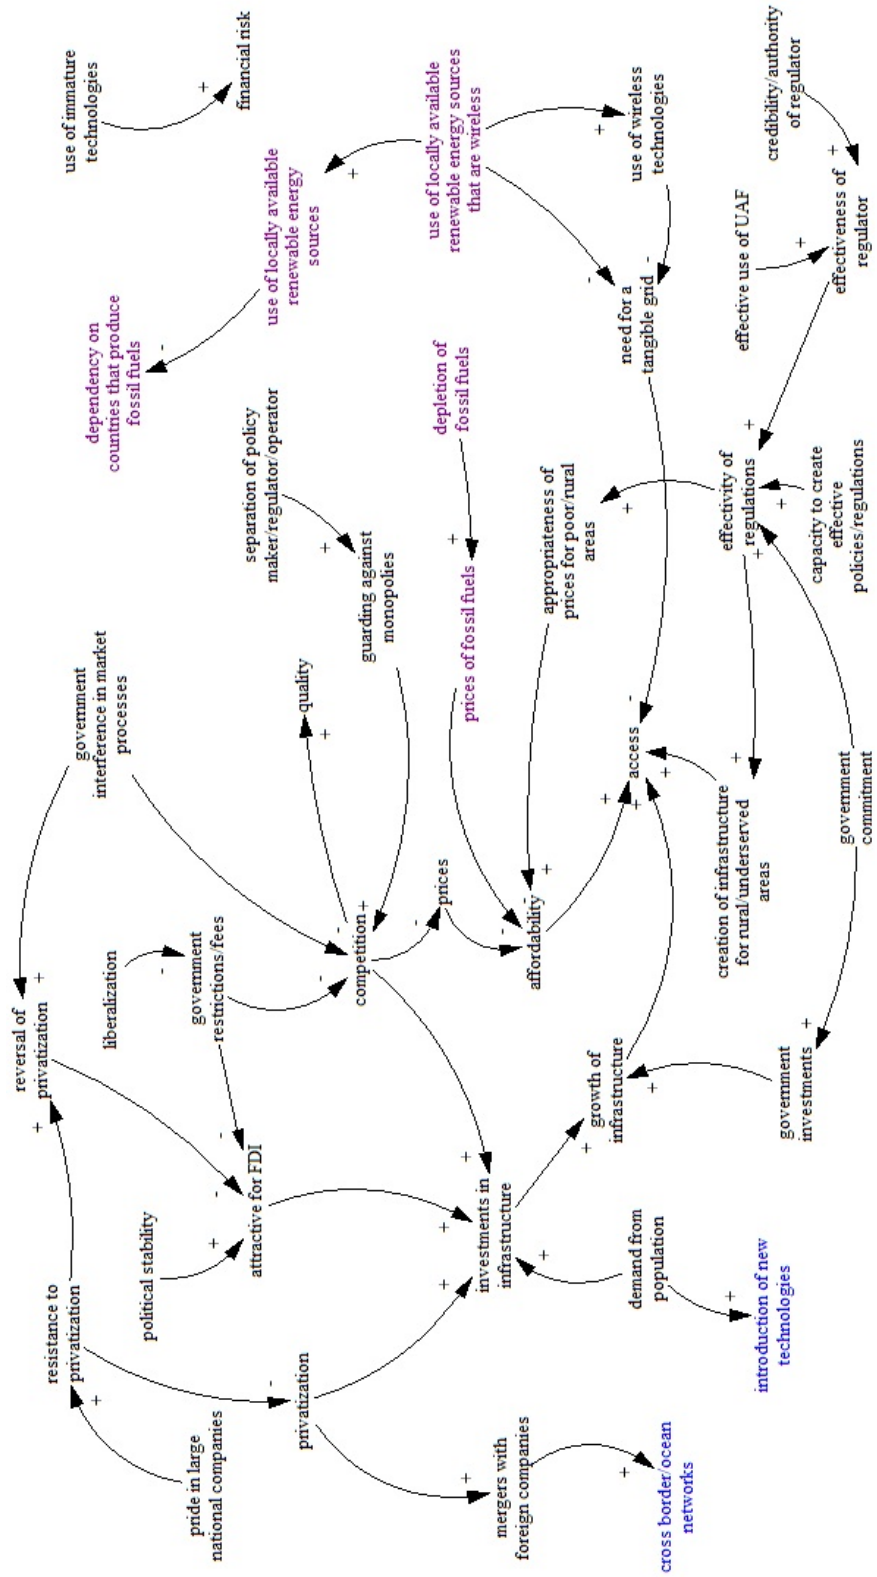 pride in large
national companies
resistance to
privatization
reversal of
privatization
government
interference in market
processes
dependency on
countries that produce
fossil fuels
use of immature
technologies
financial risk
political stability
liberalization
government
restrictions/fees
separation of policy
maker/regulator/operator
use of locally available
renewable energy
sources
privatization
attractive for FDI
competition
quality
guarding against
monopolies
prices
depletion of
fossil fuels
prices of fossil fuels
use of locally available
renewable energy sources
that are wireless
mergers with
foreign companies
investments in
infrastructure
affordability
appropriateness of
prices for poor/rural
areas
cross border/ocean
networks
demand from
population
growth of
infrastructure
access
need for a
tangible grid
use of wireless
technologies
introduction of new
technologies
government
investments
creation of infrastructure
for rural/underserved
areas
effectivity of
regulations
effective use of UAF
credibility/authority
of regulator
government
commitment
capacity to create
effective
policies/regulations
effectiveness of
regulator
+
+
-
+
+
-
-
+
-
-
-
+
+
+
-
-
-
+
+
+
+
+
+
+
+
+
+
+
+
+
-
-
-
+
+
+
+
+
+
+
+
+
-
-
+
+